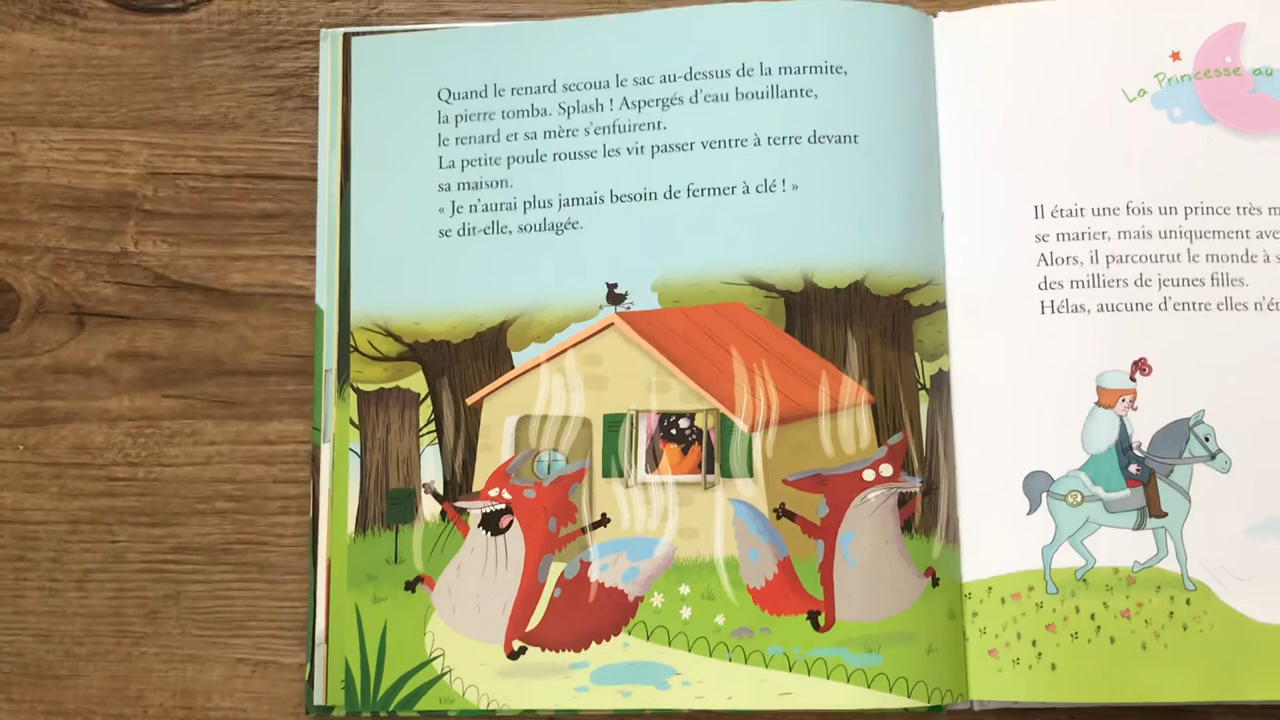 Quand le renard secoua le sac au-dessus de la marmite,
la pierre tomba. Splash ! Aspergés d'eau bouillante,
le renard et sa mère s'enfuirent.
La petite poule rousse les vit passer ventre à terre devant
sa maison.
« Je n'aurai plus jamais besoin de fermer à clé ! »
se dit-elle, soulagée.
La Princesse au
Il était une fois un prince très
se marier, mais uniquement
Alors, il parcourut le monde à
des milliers de jeunes filles.
Hélas, aucune d'entre elles